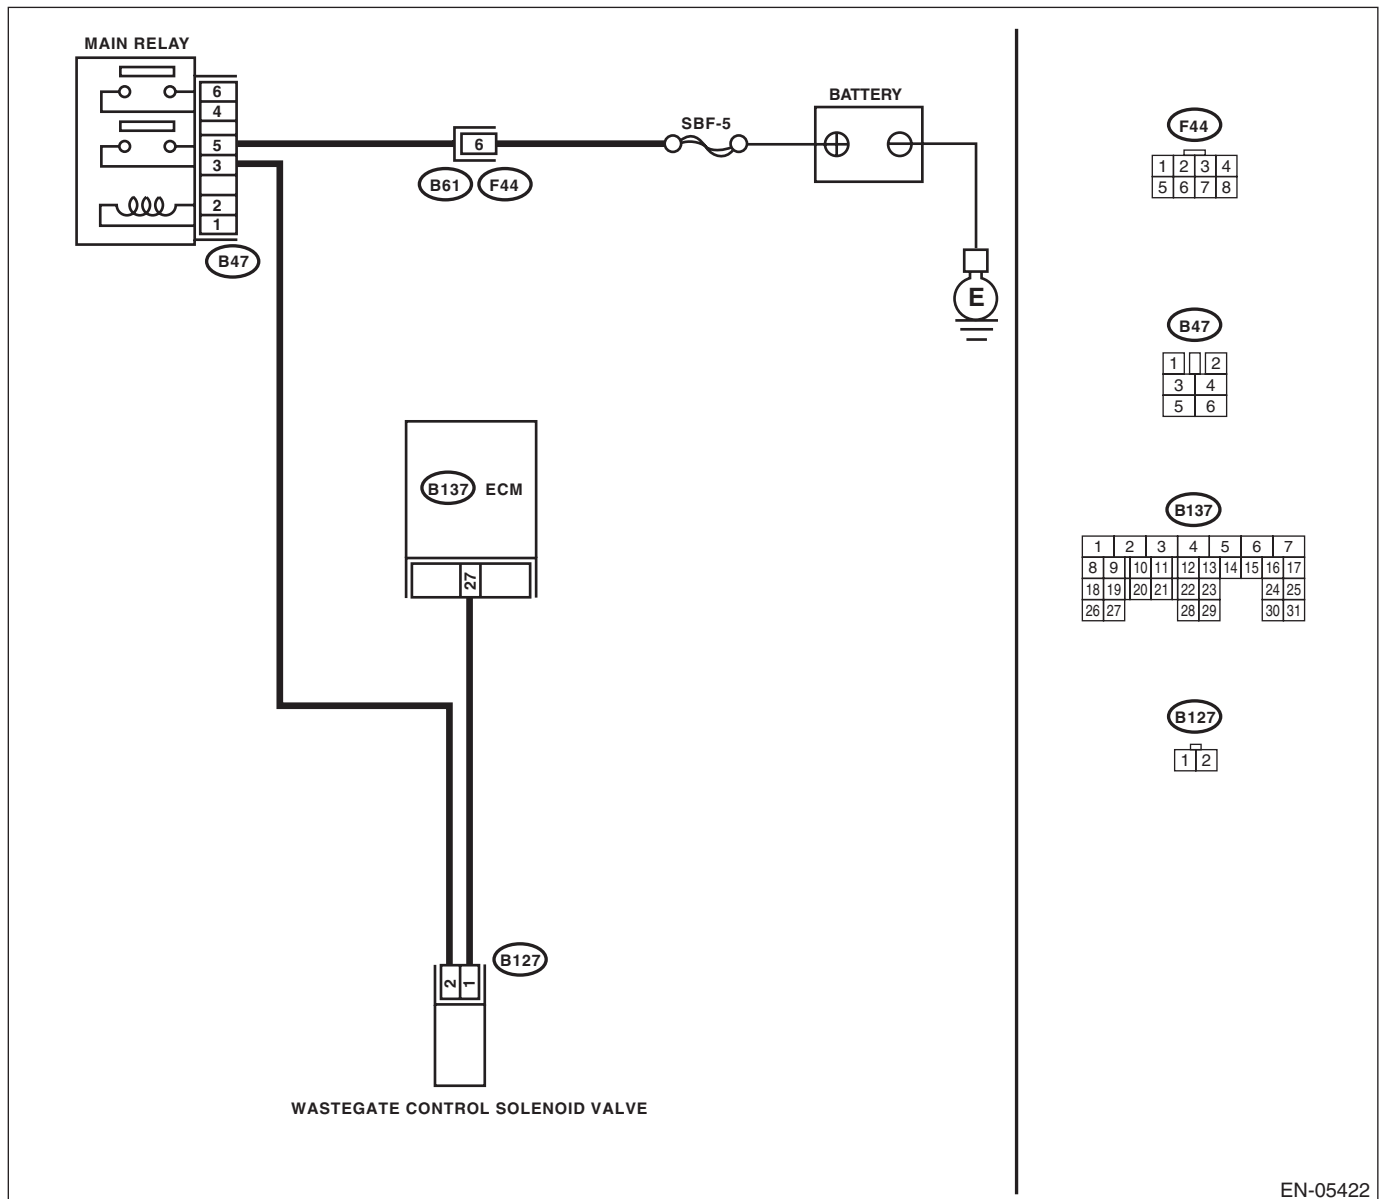 MAIN RELAY
6
4
5
3
2
1
B47
6
B61 F44
SBF-5
BATTERY
E
B137 ECM
27
B127
2 1
WASTEGATE CONTROL SOLENOID VALVE
F44
1 2 3 4
5 6 7 8
B47
1 2
3 4
5 6
B137
1 2 3 4 5 6 7
8 9 10 11 12 13 14 15 16 17
18 19 20 21 22 23 24 25
26 27 28 29 30 31
B127
1 2
EN-05422